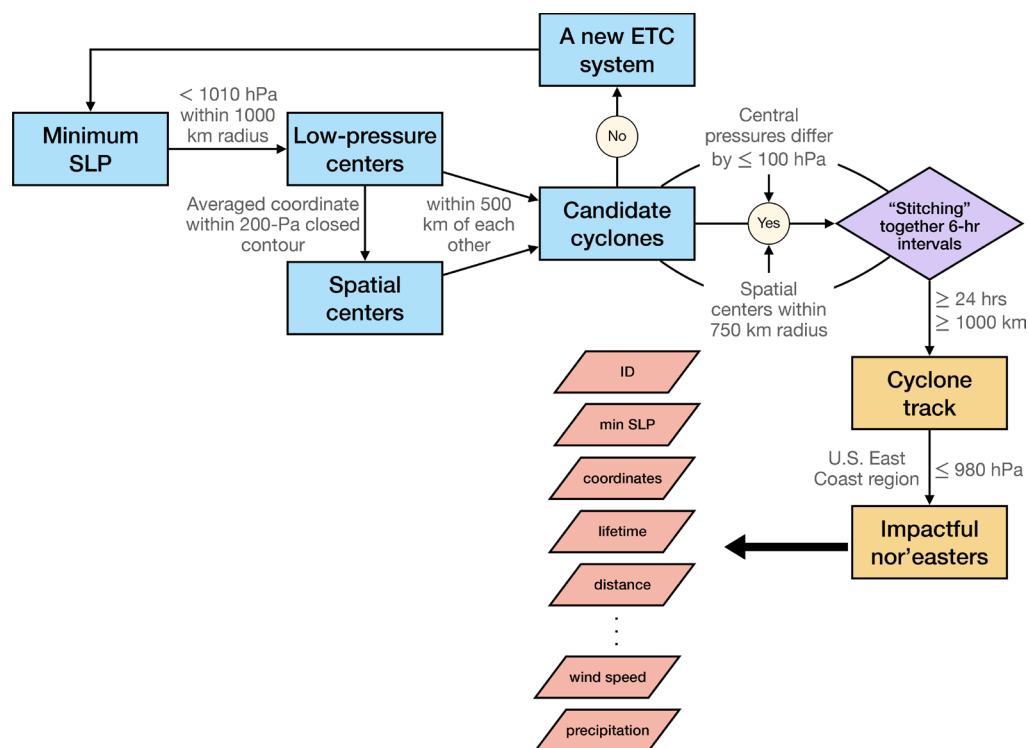 A new ETC
system
< 1010 hPa
within 1000
km radius
Minimum
SLP
Low-pressure
centers
No
Central
pressures differ
by ≤ 100 hPa
Averaged coordinate
within 200-Pa closed
contour
within 500
km of each
other
Candidate
cyclones
Yes
“Stitching”
together 6-hr
intervals
Spatial
centers
Spatial
centers within
750 km radius
≥ 24 hrs
≥ 1000 km
Cyclone
track
U.S. East
Coast region
≤ 980 hPa
Impactful
nor’easters
ID
min SLP
coordinates
lifetime
distance
wind speed
precipitation